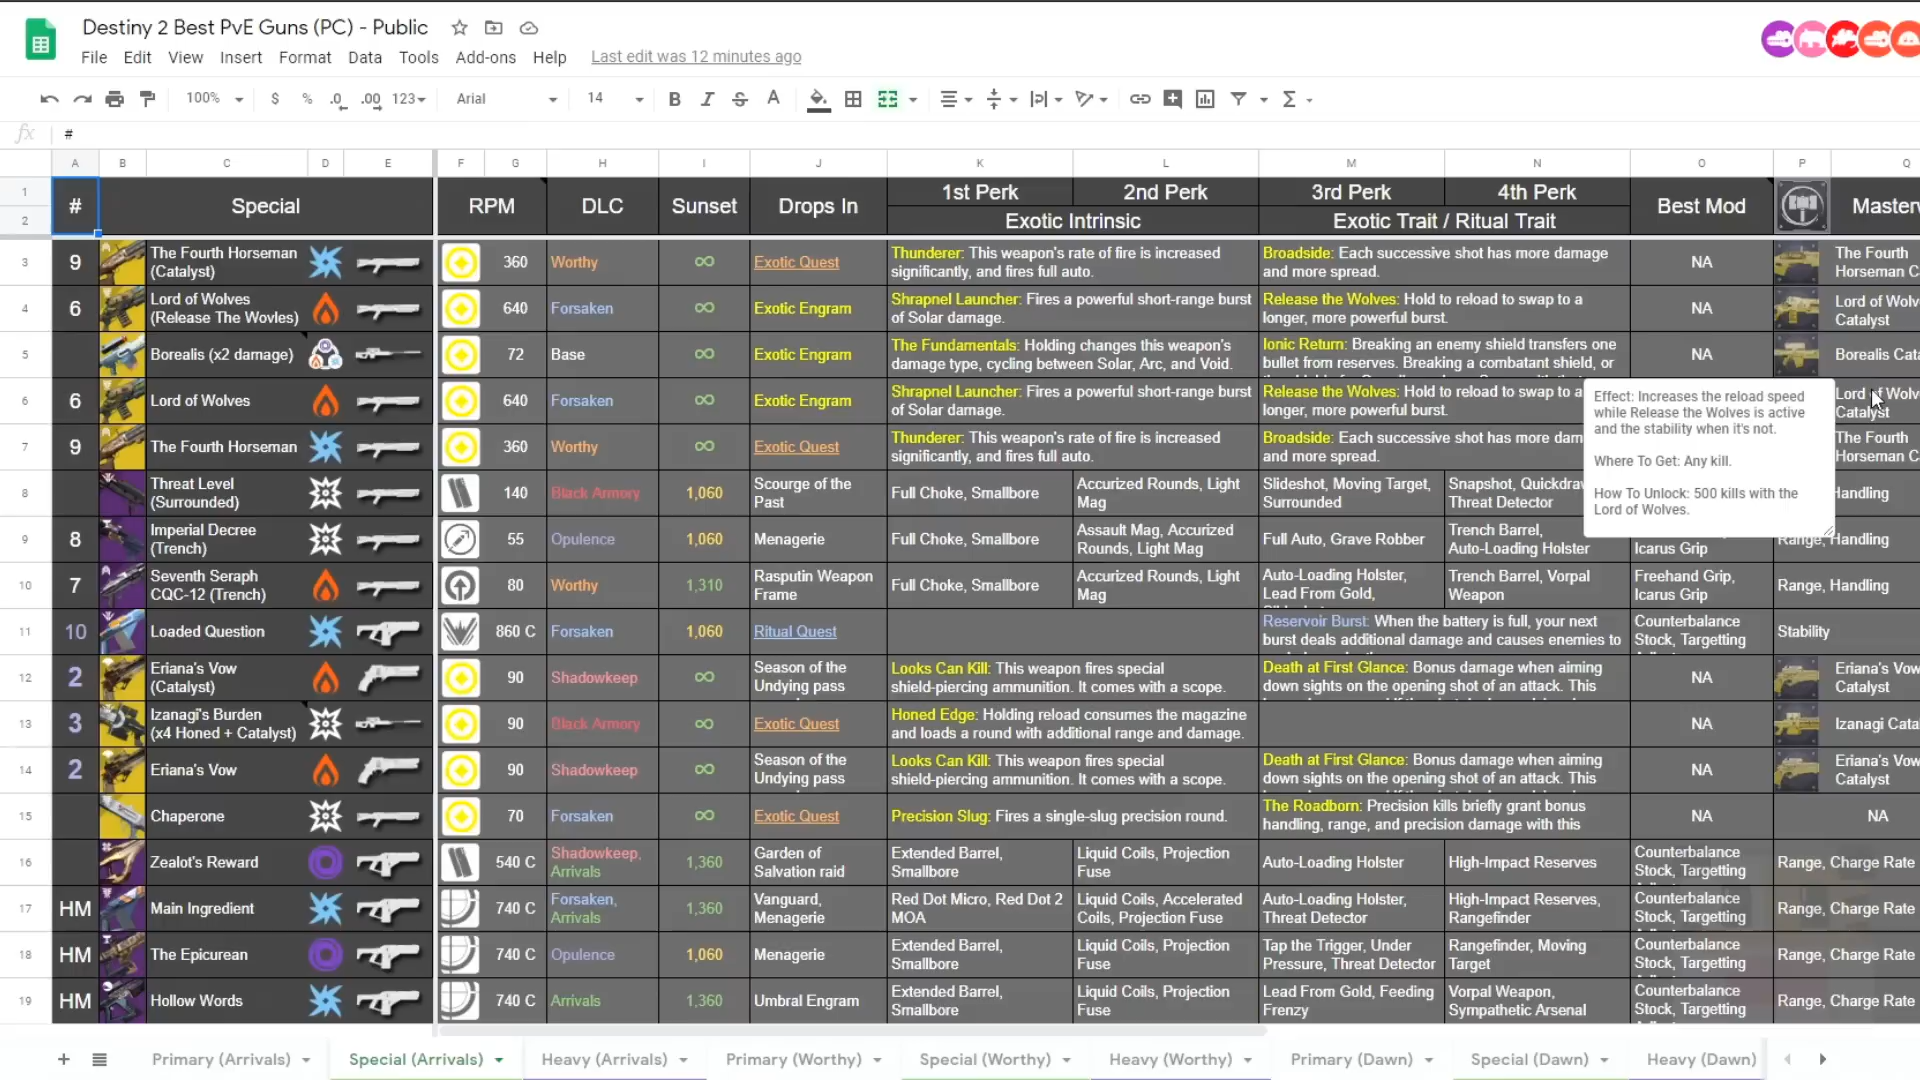 Destiny 2 Best PvE Guns (PC) - Public
File Edit View Insert Format Data Tools Add-ons Help Last edit was 12 minutes ago
100% $ % .0 .00 123 Arial 14 B I S A
fx #
A B C D E F G H I J K L M N O P Q
1 # Special RPM DLC Sunset Drops In 1st Perk 2nd Perk 3rd Perk 4th Perk Best Mod
2 Exotic Intrinsic Exotic Trait / Ritual Trait
3 9 The Fourth Horseman (Catalyst) 360 Worthy ∞ Exotic Quest Thunderer: This weapon's rate of fire is increased significantly, and fires full auto. Broadside: Each successive shot has more damage and more spread. NA The Fourth
4 6 Lord of Wolves (Release The Wovles) 640 Forsaken ∞ Exotic Engram Shrapnel Launcher: Fires a powerful short-range burst of Solar damage. Release the Wolves: Hold to reload to swap to a longer, more powerful burst. NA Lord of Catalyst
5 Borealis (x2 damage) 72 Base ∞ Exotic Engram The Fundamentals: Holding changes this weapon's damage type, cycling between Solar, Arc, and Void. Ionic Return: Breaking an enemy shield transfers one bullet from reserves. Breaking a combatant shield, or NA Borealis
6 6 Lord of Wolves 640 Forsaken ∞ Exotic Engram Shrapnel Launcher: Fires a powerful short-range burst of Solar damage. Release the Wolves: Hold to reload to swap to a longer, more powerful burst. Lord of Catalyst
7 9 The Fourth Horseman 360 Worthy ∞ Exotic Quest Thunderer: This weapon's rate of fire is increased significantly, and fires full auto. Broadside: Each successive shot has more and more spread. The Fourth Horseman
Effect: Increases the reload speed
while Release the Wolves is active
and the stability when it's not.
Where To Get: Any kill.
How To Unlock: 500 kills with the
Lord of Wolves.
8 Threat Level (Surrounded) 140 Black Armory 1,060 Scourge of the Past Full Choke, Smallbore Accurized Rounds, Light Mag Slideshot, Moving Target, Surrounded Snapshot, Threat Detector Handling
9 8 Imperial Decree (Trench) 55 Opulence 1,060 Menagerie Full Choke, Smallbore Assault Mag, Accurized Rounds, Light Mag Full Auto, Grave Robber Trench Barrel, Auto-Loading Holster Icarus Grip Range, Handling
10 7 Seventh Seraph CQC-12 (Trench) 80 Worthy 1,310 Rasputin Weapon Frame Full Choke, Smallbore Accurized Rounds, Light Mag Auto-Loading Holster, Lead From Gold, Trench Barrel, Vorpal Weapon Freehand Grip, Icarus Grip Range, Handling
11 10 Loaded Question 860 C Forsaken 1,060 Ritual Quest Reservoir Burst: When the battery is full, your next burst deals additional damage and causes enemies to Counterbalance Stock, Targetting Stability
12 2 Eriana's Vow (Catalyst) 90 Shadowkeep ∞ Season of the Undying pass Looks Can Kill: This weapon fires special shield-piercing ammunition. It comes with a scope. Death at First Glance: Bonus damage when aiming down sights on the opening shot of an attack. This NA Eriana's Vow Catalyst
13 3 Izanagi's Burden (x4 Honed + Catalyst) 90 Black Armory ∞ Exotic Quest Honed Edge: Holding reload consumes the magazine and loads a round with additional range and damage. NA Izanagi
14 2 Eriana's Vow 90 Shadowkeep ∞ Season of the Undying pass Looks Can Kill: This weapon fires special shield-piercing ammunition. It comes with a scope. Death at First Glance: Bonus damage when aiming down sights on the opening shot of an attack. This NA Eriana's Vow Catalyst
15 Chaperone 70 Forsaken ∞ Exotic Quest Precision Slug: Fires a single-slug precision round. The Roadborn: Precision kills briefly grant bonus handling, range, and precision damage with this NA NA
16 Zealot's Reward 540 C Shadowkeep, Arrivals 1,360 Garden of Salvation raid Extended Barrel, Smallbore Liquid Coils, Projection Fuse Auto-Loading Holster High-Impact Reserves Counterbalance Stock, Targetting Range, Charge Rate
17 HM Main Ingredient 740 C Forsaken, Arrivals 1,360 Vanguard, Menagerie Red Dot Micro, Red Dot 2 MOA Liquid Coils, Accelerated Coils, Projection Fuse Auto-Loading Holster, Threat Detector High-Impact Reserves, Rangefinder Counterbalance Stock, Targetting Range, Charge Rate
18 HM The Epicurean 740 C Opulence 1,060 Menagerie Extended Barrel, Smallbore Liquid Coils, Projection Fuse Tap the Trigger, Under Pressure, Threat Detector Rangefinder, Moving Target Counterbalance Stock, Targetting Range, Charge Rate
19 HM Hollow Words 740 C Arrivals 1,360 Umbral Engram Extended Barrel, Smallbore Liquid Coils, Projection Fuse Lead From Gold, Feeding Frenzy Vorpal Weapon, Sympathetic Arsenal Counterbalance Stock, Targetting Range, Charge Rate
Primary (Arrivals) Special (Arrivals) Heavy (Arrivals) Primary (Worthy) Special (Worthy) Heavy (Worthy) Primary (Dawn) Special (Dawn) Heavy (Dawn)